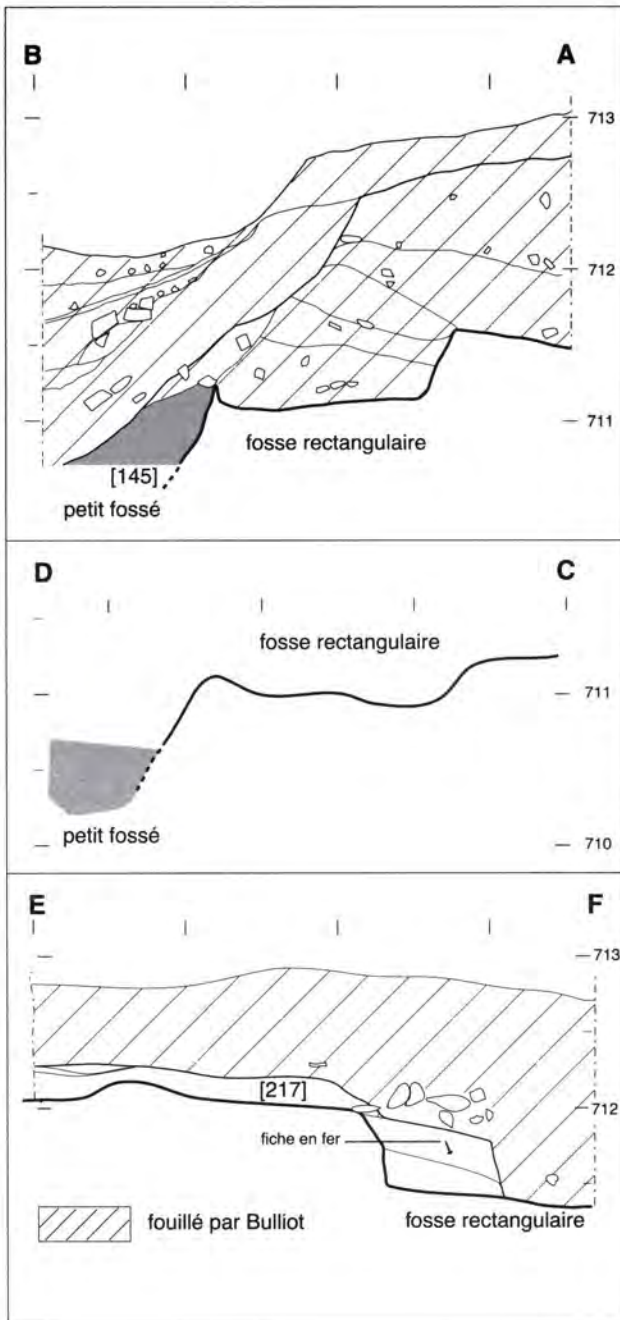 B A
713
712
711
fosse rectangulaire
[145]
petit fossé
D C
fosse rectangulaire
711
petit fossé
710
E F
713
[217]
712
fiche en fer
fouillé par Bulliot
fosse rectangulaire